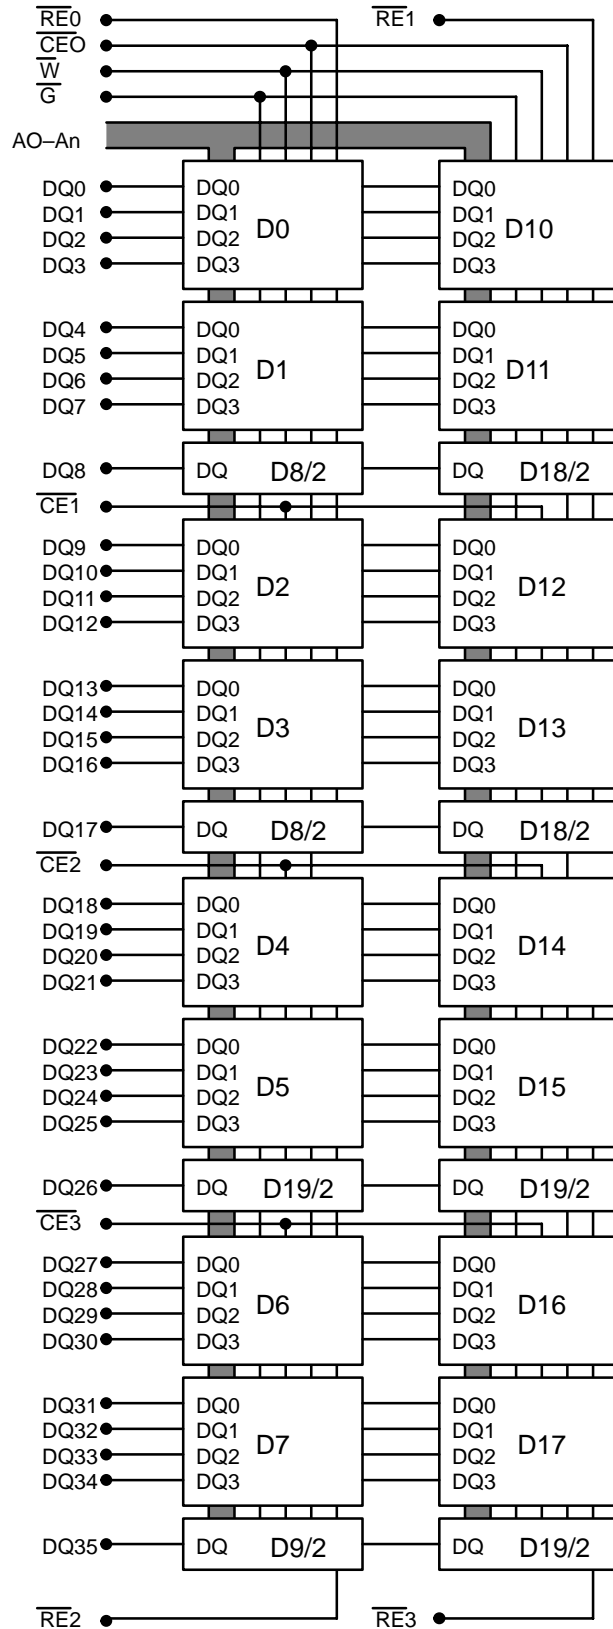 RE0 RE1
CEO
W
G
AO–An
DQ0 DQ0 D0 DQ0 D10
DQ1 DQ1 DQ1
DQ2 DQ2 DQ2
DQ3 DQ3 DQ3
DQ4 DQ0 D1 DQ0 D11
DQ5 DQ1 DQ1
DQ6 DQ2 DQ2
DQ7 DQ3 DQ3
DQ8 DQ D8/2 DQ D18/2
CE1
DQ9 DQ0 D2 DQ0 D12
DQ10 DQ1 DQ1
DQ11 DQ2 DQ2
DQ12 DQ3 DQ3
DQ13 DQ0 D3 DQ0 D13
DQ14 DQ1 DQ1
DQ15 DQ2 DQ2
DQ16 DQ3 DQ3
DQ17 DQ D8/2 DQ D18/2
CE2
DQ18 DQ0 D4 DQ0 D14
DQ19 DQ1 DQ1
DQ20 DQ2 DQ2
DQ21 DQ3 DQ3
DQ22 DQ0 D5 DQ0 D15
DQ23 DQ1 DQ1
DQ24 DQ2 DQ2
DQ25 DQ3 DQ3
DQ26 DQ D19/2 DQ D19/2
CE3
DQ27 DQ0 D6 DQ0 D16
DQ28 DQ1 DQ1
DQ29 DQ2 DQ2
DQ30 DQ3 DQ3
DQ31 DQ0 D7 DQ0 D17
DQ32 DQ1 DQ1
DQ33 DQ2 DQ2
DQ34 DQ3 DQ3
DQ35 DQ D9/2 DQ D19/2
RE2 RE3